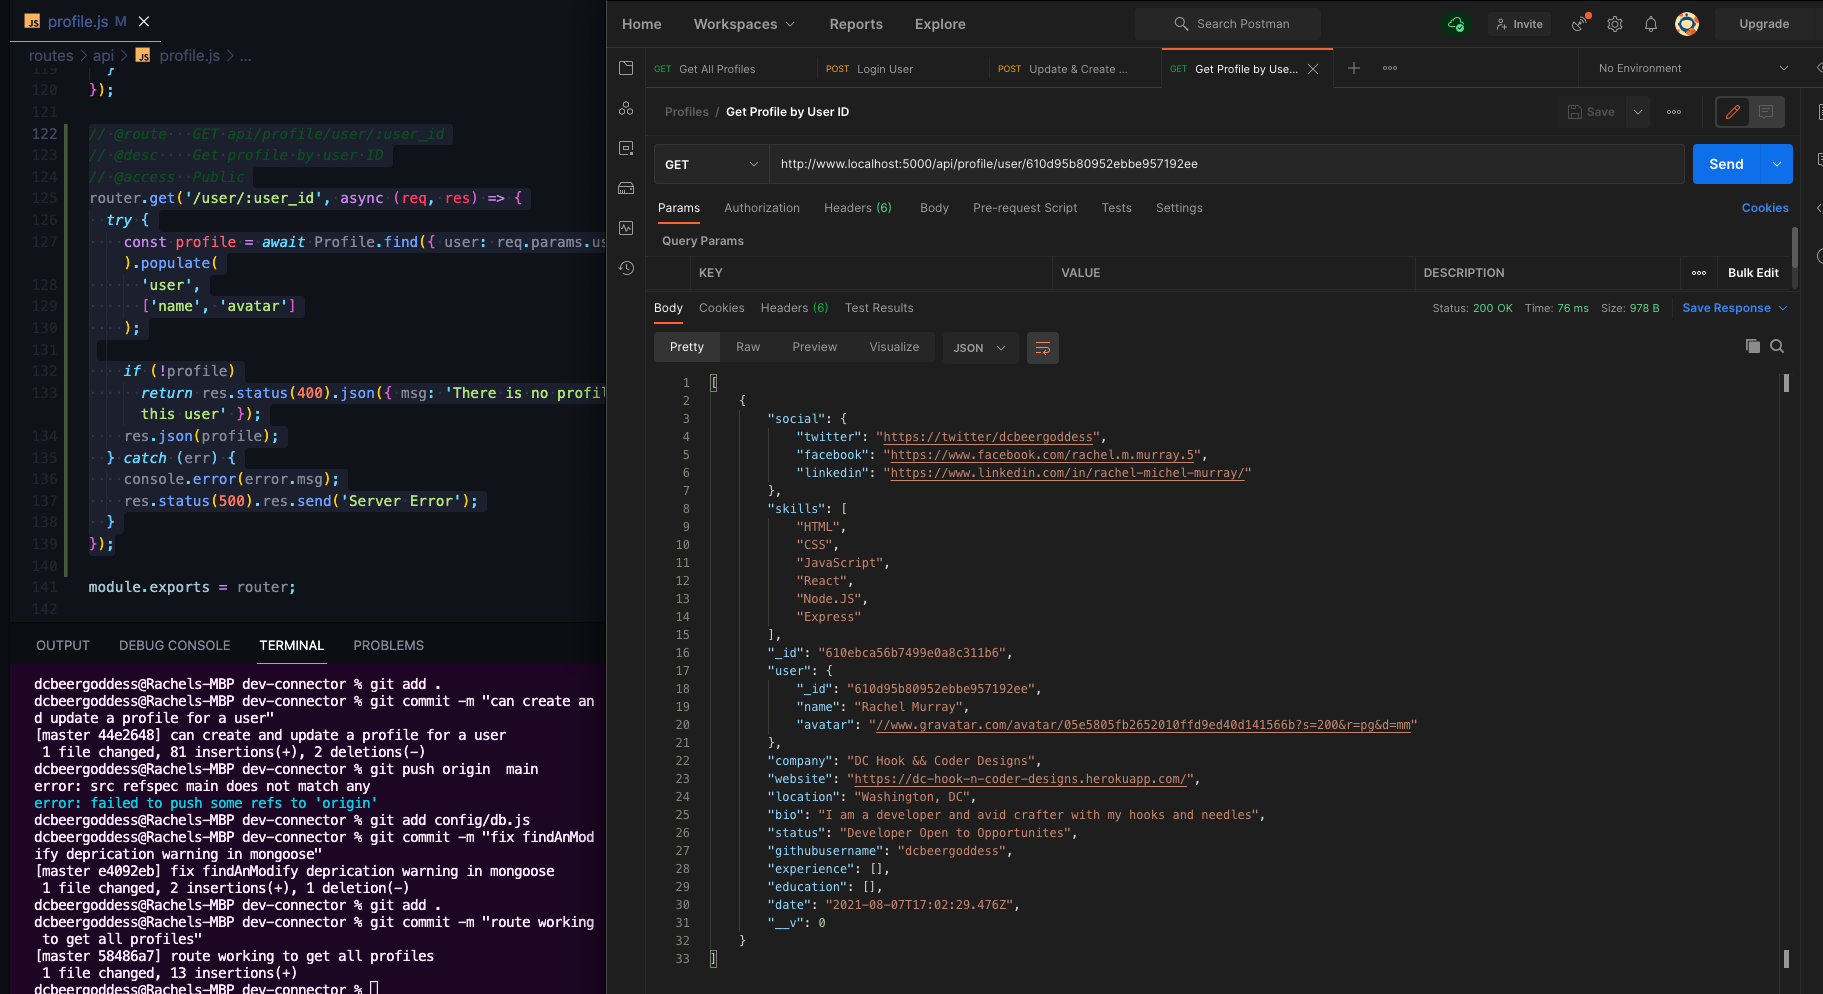 JS profile.js M
routes > api > JS profile.js > ...
119 }
120 });
121
122 // @route GET api/profile/user/:user_id
123 // @desc Get profile by user ID
124 // @access Public
125 router.get('/user/:user_id', async (req, res) => {
126 try {
127 const profile = await Profile.find({ user: req.params.us
).populate(
128 'user',
129 ['name', 'avatar']
130 );
131
132 if (!profile)
133 return res.status(400).json({ msg: 'There is no profil
this user' });
134 res.json(profile);
135 } catch (err) {
136 console.error(error.msg);
137 res.status(500).res.send('Server Error');
138 }
139 });
140
141 module.exports = router;
142
OUTPUT DEBUG CONSOLE TERMINAL PROBLEMS
dcbeergoddess@Rachels-MBP dev-connector % git add .
dcbeergoddess@Rachels-MBP dev-connector % git commit -m "can create an
d update a profile for a user"
[master 44e2648] can create and update a profile for a user
1 file changed, 81 insertions(+), 2 deletions(-)
dcbeergoddess@Rachels-MBP dev-connector % git push origin  main
error: src refspec main does not match any
error: failed to push some refs to 'origin'
dcbeergoddess@Rachels-MBP dev-connector % git add config/db.js
dcbeergoddess@Rachels-MBP dev-connector % git commit -m "fix findAnMod
ify deprication warning in mongoose"
[master e4092eb] fix findAnModify deprication warning in mongoose
1 file changed, 2 insertions(+), 1 deletion(-)
dcbeergoddess@Rachels-MBP dev-connector % git add .
dcbeergoddess@Rachels-MBP dev-connector % git commit -m "route working
to get all profiles"
[master 58486a7] route working to get all profiles
1 file changed, 13 insertions(+)
dcbeergoddess@Rachels-MBP dev-connector %
Home Workspaces Reports Explore Search Postman Invite Upgrade
GET Get All Profiles POST Login User POST Update & Create ... GET Get Profile by Use... No Environment
Profiles / Get Profile by User ID Save
GET http://www.localhost:5000/api/profile/user/610d95b80952ebbe957192ee Send
Params Authorization Headers (6) Body Pre-request Script Tests Settings Cookies
Query Params
KEY VALUE DESCRIPTION Bulk Edit
Body Cookies Headers (6) Test Results Status: 200 OK Time: 76 ms Size: 978 B Save Response
Pretty Raw Preview Visualize JSON
1 [
2 {
3 "social": {
4 "twitter": "https://twitter/dcbeergoddess",
5 "facebook": "https://www.facebook.com/rachel.m.murray.5",
6 "linkedin": "https://www.linkedin.com/in/rachel-michel-murray/"
7 },
8 "skills": [
9 "HTML",
10 "CSS",
11 "JavaScript",
12 "React",
13 "Node.JS",
14 "Express"
15 ],
16 "_id": "610ebca56b7499e0a8c311b6",
17 "user": {
18 "_id": "610d95b80952ebbe957192ee",
19 "name": "Rachel Murray",
20 "avatar": "//www.gravatar.com/avatar/05e5805fb2652010ffd9ed40d141566b?s=200&r=pg&d=mm"
21 },
22 "company": "DC Hook && Coder Designs",
23 "website": "https://dc-hook-n-coder-designs.herokuapp.com/",
24 "location": "Washington, DC",
25 "bio": "I am a developer and avid crafter with my hooks and needles",
26 "status": "Developer Open to Opportunites",
27 "githubusername": "dcbeergoddess",
28 "experience": [],
29 "education": [],
30 "date": "2021-08-07T17:02:29.476Z",
31 "__v": 0
32 }
33 ]